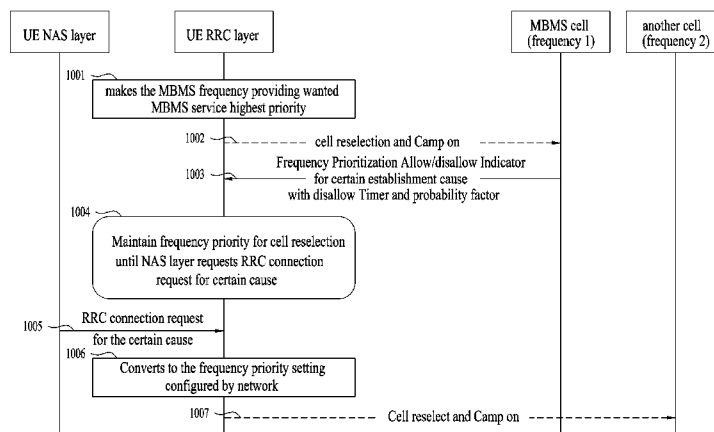 UE NAS layer
UE RRC layer
MBMS cell
(frequency 1)
another cell
(frequency 2)
1001
makes the MBMS frequency providing wanted
MBMS service highest priority
1002
cell reselection and Camp on
Frequency Prioritization Allow/disallow Indicator
1003
for certain establishment cause
with disallow Timer and probability factor
1004
Maintain frequency priority for cell reselection
until NAS layer requests RRC connection
request for certain cause
1005
RRC connection request
for the certain cause
1006
Converts to the frequency priority setting
configured by network
1007
Cell reselect and Camp on